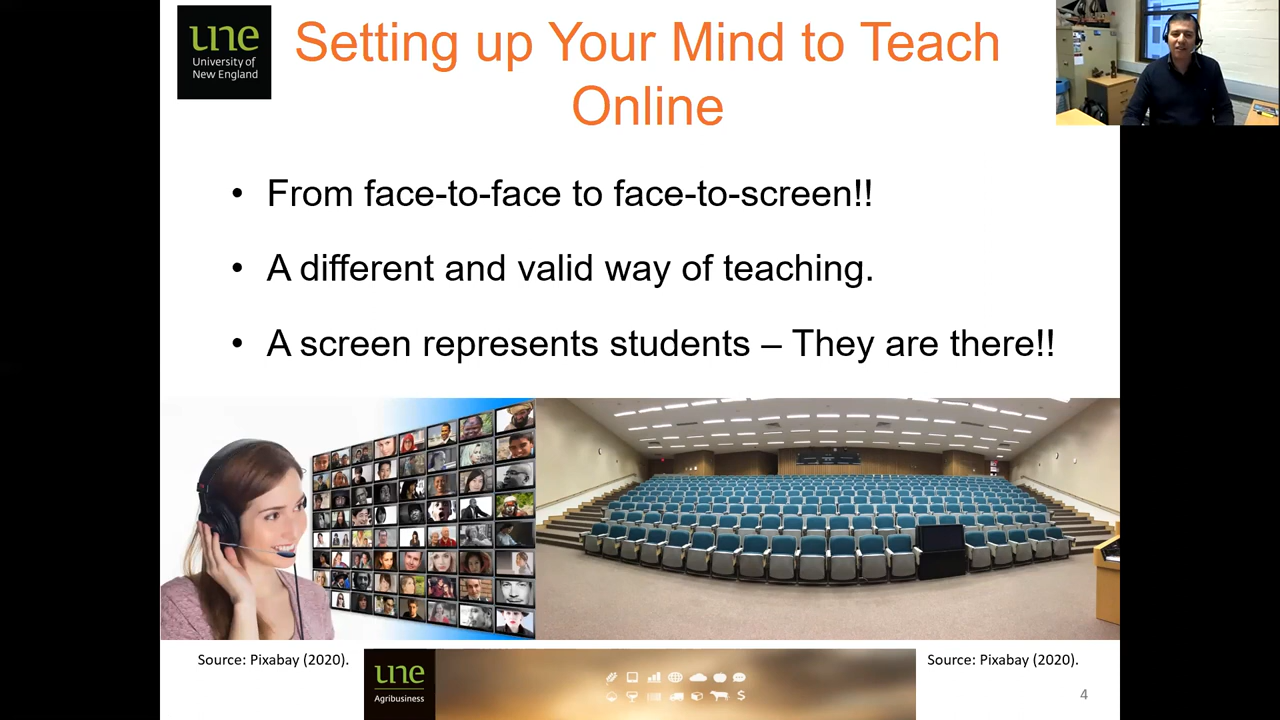 une
University of
New England
Setting up Your Mind to Teach
Online
• From face-to-face to face-to-screen!!
• A different and valid way of teaching.
• A screen represents students – They are there!!
Source: Pixabay (2020).
Source: Pixabay (2020).
une
Agribusiness
4